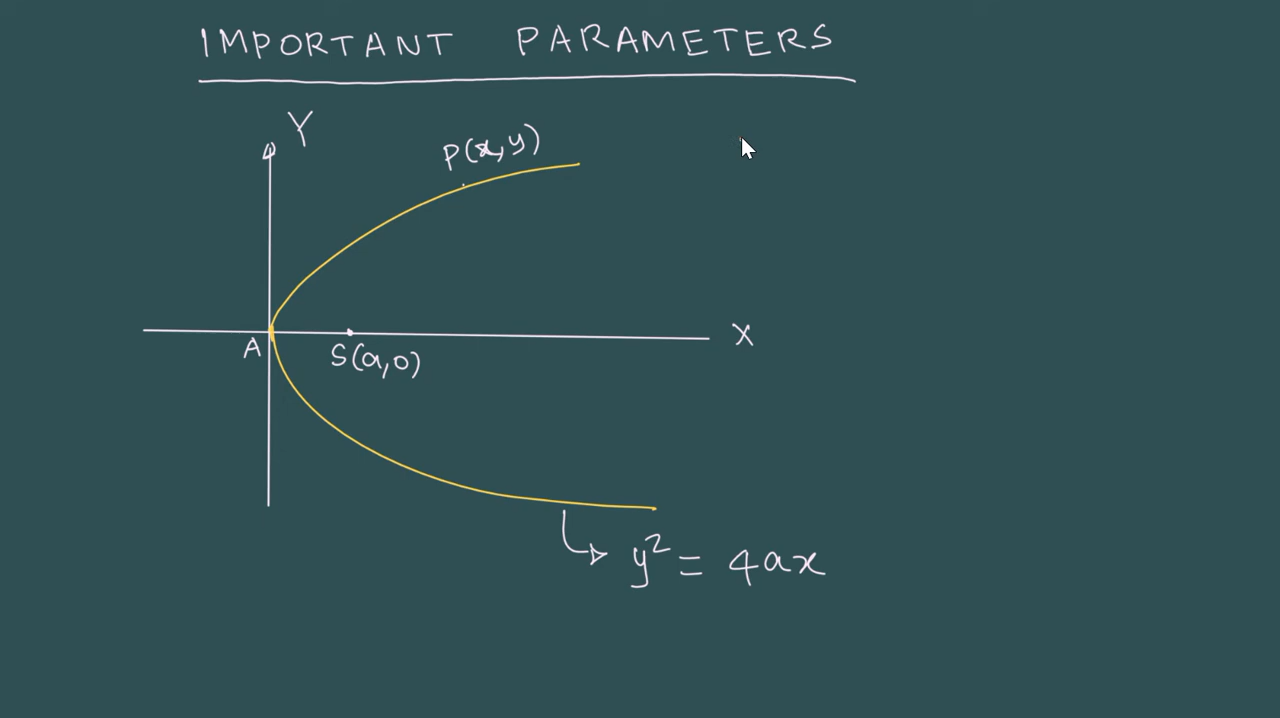 IMPORTANT PARAMETERS
Y
P(x,y)
A
S(a,0)
X
y² = 4ax